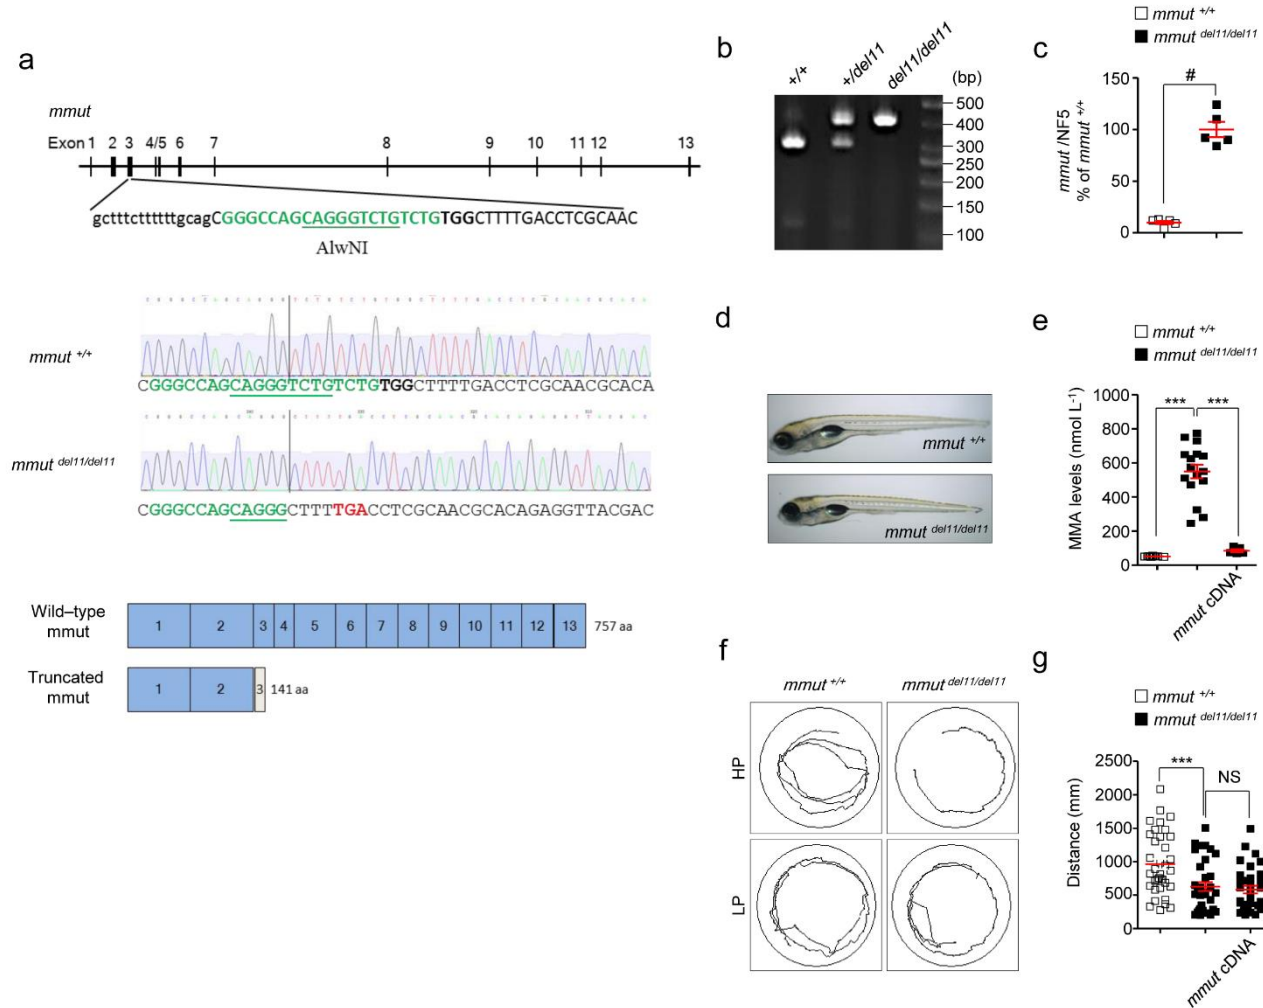 a
mmut
Exon 1 2 3 4/5 6 7 8 9 10 11 12 13
gctttcttttttgcagCGGGCCAGCAGGGTCTGTCTGTGGCTTTTGACCTCGCAAC
AlwNI
mmut +/+
CGGGCCAGCAGGGTCTGTCTGTGGCTTTTGACCTCGCAACGCACA
mmut del11/del11
CGGGCCAGCAGGGCTTTTGACCTCGCAACGCACAGAGGTTACGAC
Wild–type
mmut
1 2 3 4 5 6 7 8 9 10 11 12 13 757 aa
Truncated
mmut
1 2 3 141 aa
b
+/+ +/del11 del11/del11 (bp)
500
400
300
250
200
150
100
c
mmut +/+
mmut del11/del11
mmut /NF5
% of mmut +/+
150
100
50
0
#
d
mmut +/+
mmut del11/del11
e
mmut +/+
mmut del11/del11
MMA levels (nmol L-1)
1000
800
600
400
200
0
*** ***
mmut cDNA
f
mmut+/+ mmut del11/del11
HP
LP
g
mmut +/+
mmut del11/del11
Distance (mm)
2500
2000
1500
1000
500
0
*** NS
mmut cDNA